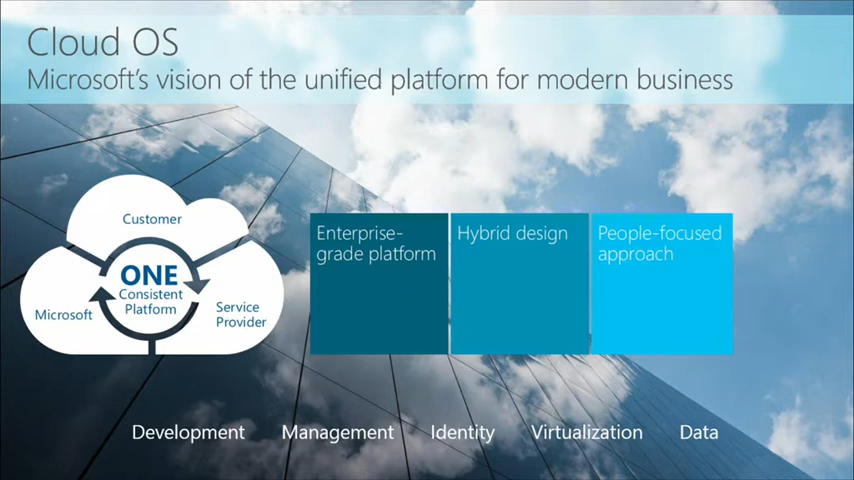 Cloud OS
Microsoft's vision of the unified platform for modern business
Customer
ONE
Consistent
Platform
Microsoft
Service
Provider
Enterprise-
grade platform
Hybrid design
People-focused
approach
Development Management Identity Virtualization Data